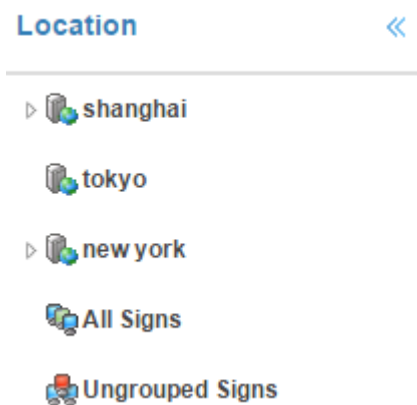 Location
shanghai
tokyo
new york
All Signs
Ungrouped Signs